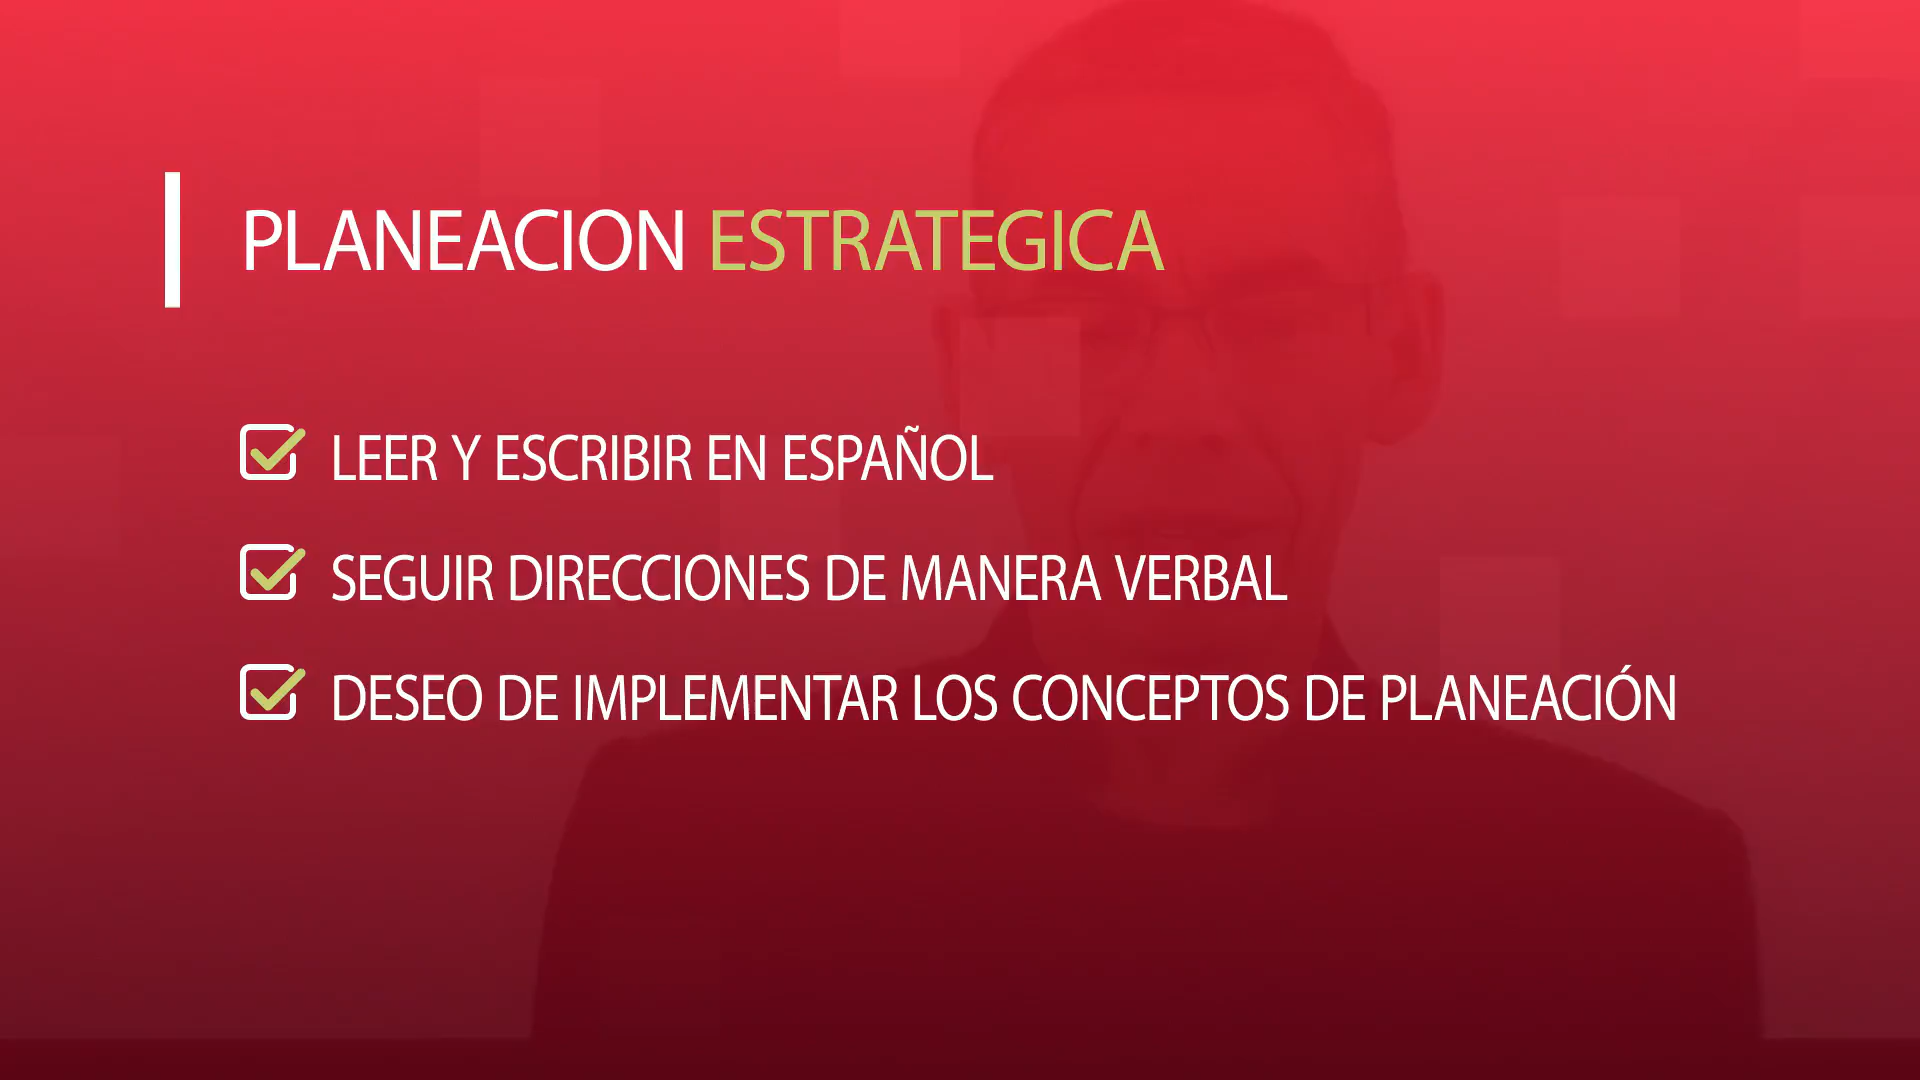 PLANEACION ESTRATEGICA
LEER Y ESCRIBIR EN ESPAÑOL
SEGUIR DIRECCIONES DE MANERA VERBAL
DESEO DE IMPLEMENTAR LOS CONCEPTOS DE PLANEACIÓN